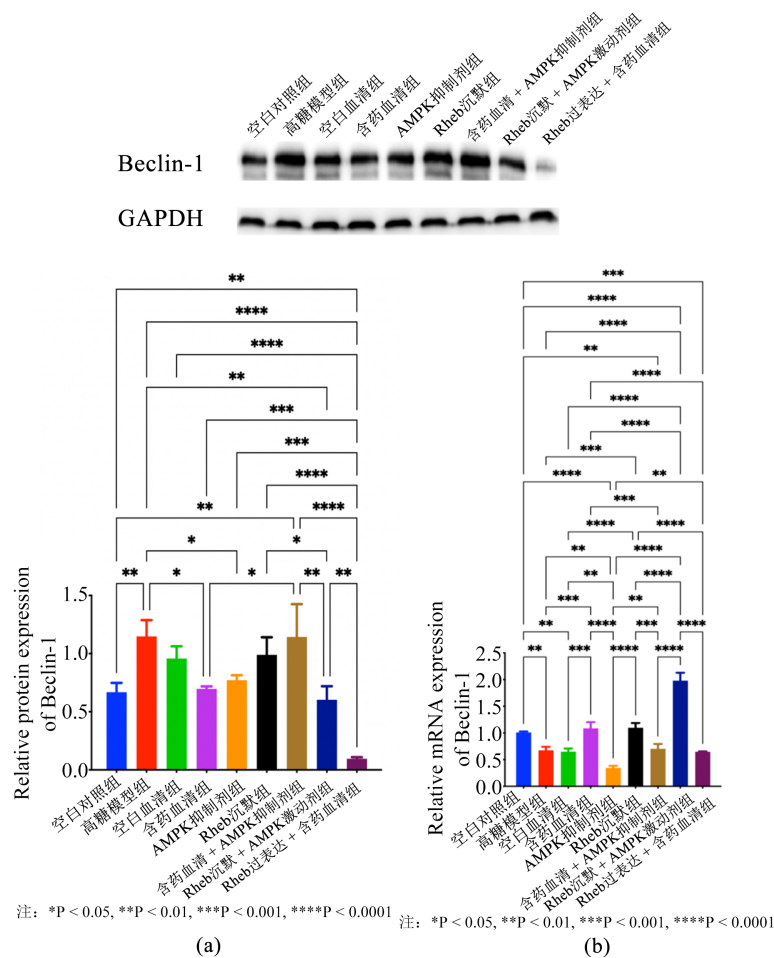 空白对照组
高糖模型组
空白血清组
含药血清组
AMPK抑制剂组
Rheb沉默组
含药血清 + AMPK抑制剂组
Rheb沉默 + AMPK激动剂组
Rheb过表达 + 含药血清组
Beclin-1
GAPDH
**
****
****
**
***
***
****
** ****
* *
** * * ** **
Relative protein expression
of Beclin-1
1.5
1.0
0.5
0.0
空白对照组
高糖模型组
空白血清组
含药血清组
AMPK抑制剂组
Rheb沉默组
含药血清 + AMPK抑制剂组
Rheb沉默 + AMPK激动剂组
Rheb过表达 + 含药血清组
注: *P < 0.05, **P < 0.01, ***P < 0.001, ****P < 0.0001
(a)
***
****
****
**
****
****
****
***
**** **
***
**** ****
** ****
** ****
*** **
** **** ***
** *** **** ****
Relative mRNA expression
of Beclin-1
2.5
2.0
1.5
1.0
0.5
0.0
空白对照组
高糖模型组
空白血清组
含药血清组
AMPK抑制剂组
Rheb沉默组
含药血清 + AMPK抑制剂组
Rheb沉默 + AMPK激动剂组
Rheb过表达 + 含药血清组
注: *P < 0.05, **P < 0.01, ***P < 0.001, ****P < 0.0001
(b)